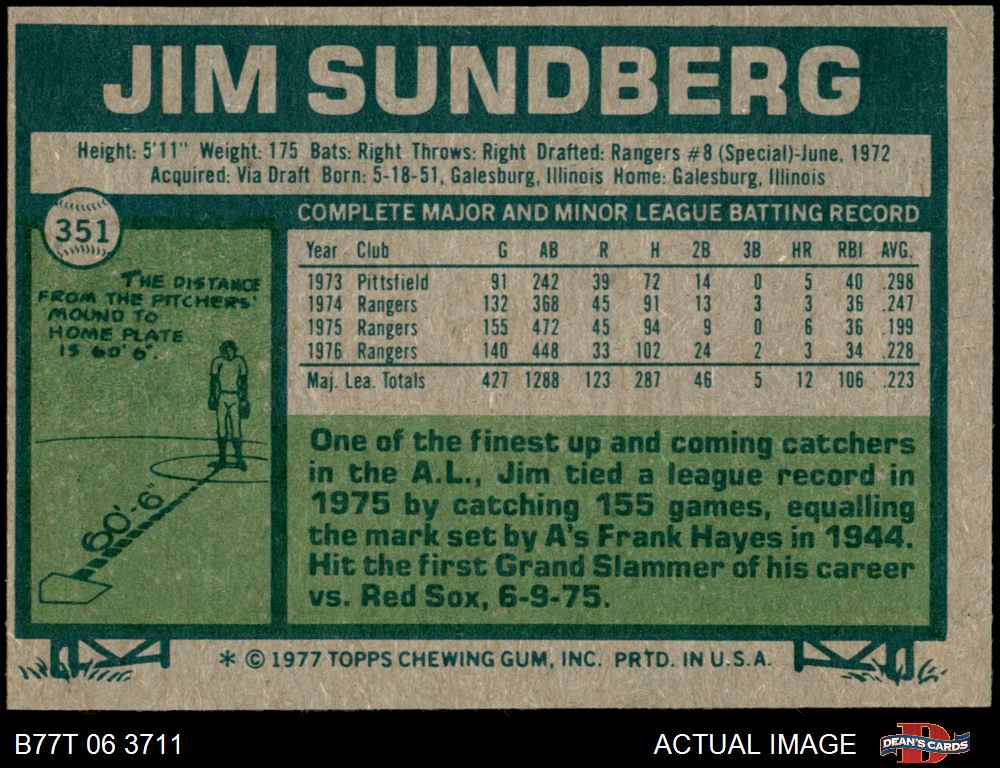 JIM SUNDBERG
Height: 5'11" Weight: 175 Bats: Right Throws: Right Drafted: Rangers #8 (Special)-June, 1972
Acquired: Via Draft Born: 5-18-51, Galesburg, Illinois Home: Galesburg, Illinois
351
THE DISTANCE
FROM THE PITCHERS'
MOUND TO
HOME PLATE
IS 60' 6".
60'-6"
COMPLETE MAJOR AND MINOR LEAGUE BATTING RECORD
Year Club G AB R H 2B 3B HR RBI AVG.
1973 Pittsfield 91 242 39 72 14 0 5 40 .298
1974 Rangers 132 368 45 91 13 3 3 36 .247
1975 Rangers 155 472 45 94 9 0 6 36 .199
1976 Rangers 140 448 33 102 24 2 3 34 .228
Maj. Lea. Totals 427 1288 123 287 46 5 12 106 .223
One of the finest up and coming catchers
in the A.L., Jim tied a league record in
1975 by catching 155 games, equalling
the mark set by A's Frank Hayes in 1944.
Hit the first Grand Slammer of his career
vs. Red Sox, 6-9-75.
* © 1977 TOPPS CHEWING GUM, INC. PRTD. IN U.S.A.
B77T 06 3711
ACTUAL IMAGE
DEAN'S CARDS